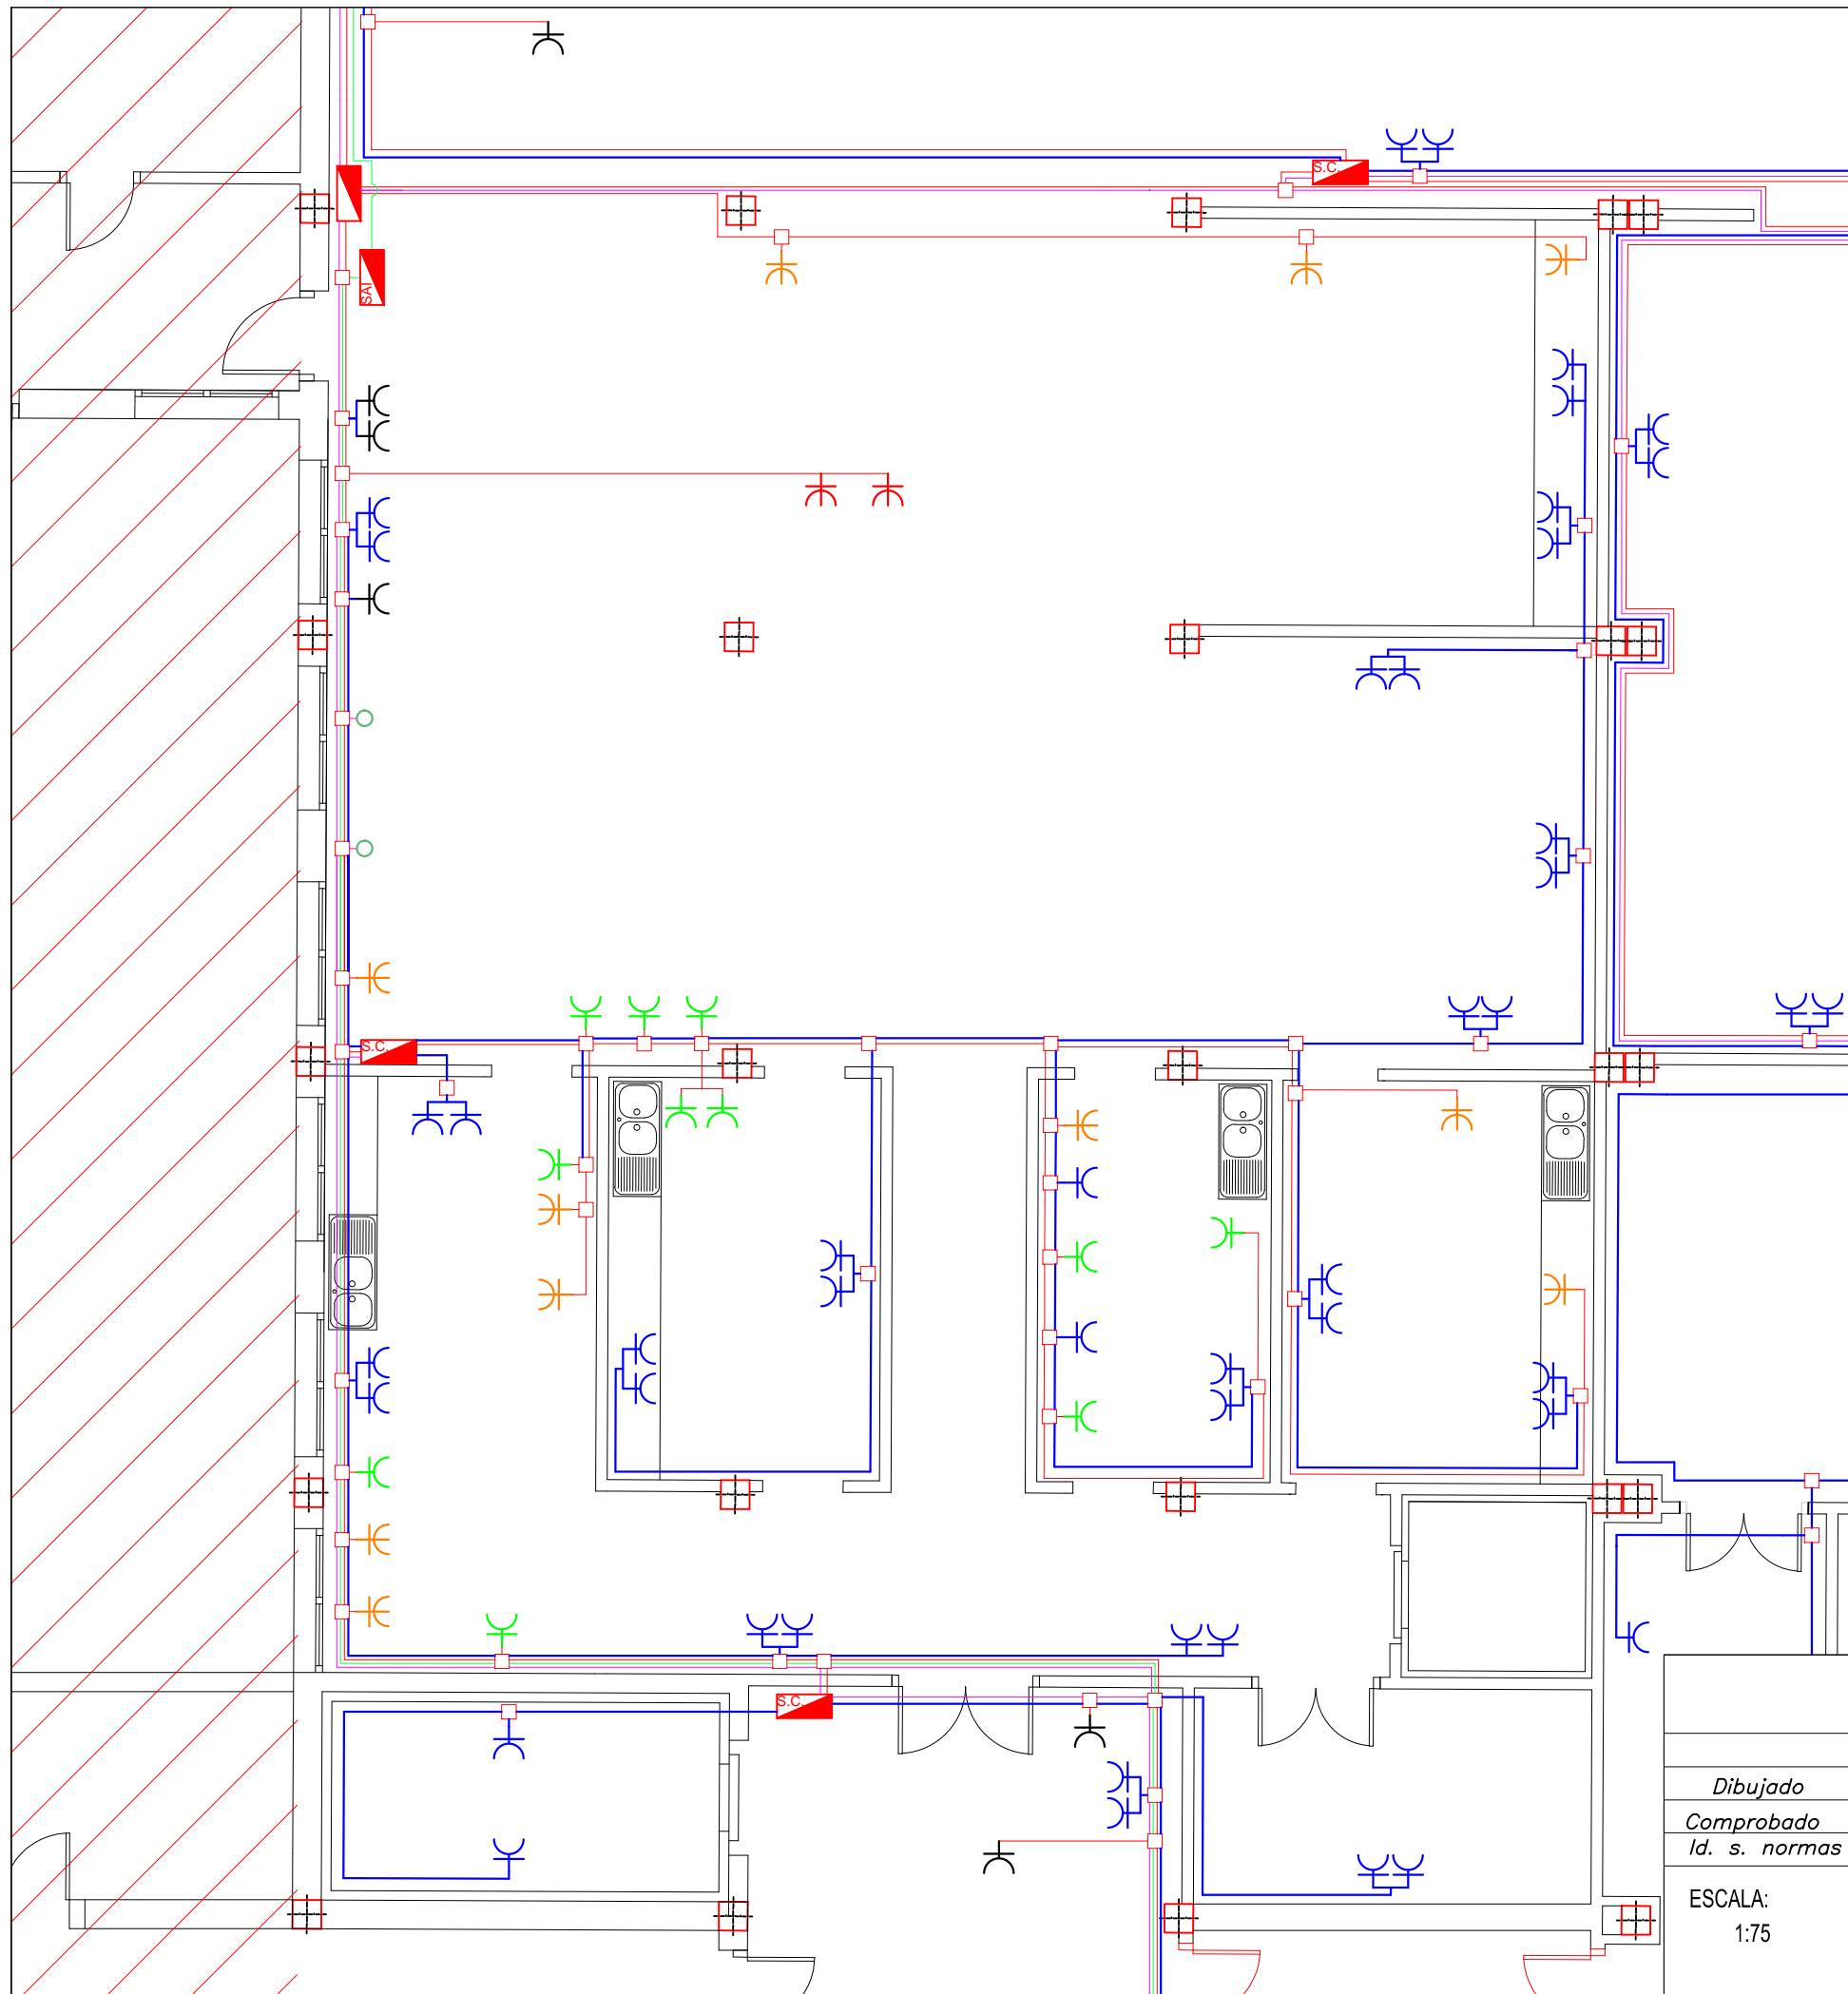 S.C.
SAI
S.C.
S.C.
Dibujado
Comprobado
Id. s. normas
ESCALA:
1:75